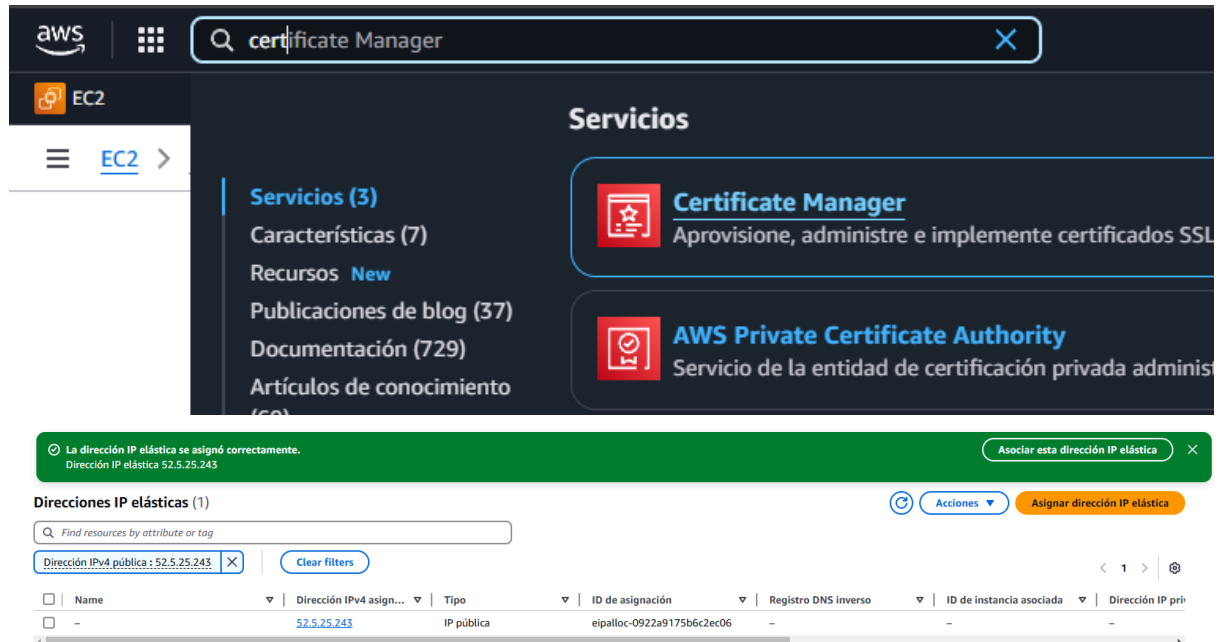 aws
certificate Manager
EC2
EC2 >
Servicios
Servicios (3)
Características (7)
Recursos New
Publicaciones de blog (37)
Documentación (729)
Artículos de conocimiento
Certificate Manager
Aprovisione, administre e implemente certificados SSL
AWS Private Certificate Authority
Servicio de la entidad de certificación privada administ
La dirección IP elástica se asignó correctamente.
Dirección IP elástica 52.5.25.243
Asociar esta dirección IP elástica
Direcciones IP elásticas (1)
Acciones
Asignar dirección IP elástica
Find resources by attribute or tag
Dirección IPv4 pública : 52.5.25.243
Clear filters
< 1 >
Name Dirección IPv4 asign... Tipo ID de asignación Registro DNS inverso ID de instancia asociada Dirección IP pri
– 52.5.25.243 IP pública eipalloc-0922a9175b6c2ec06 – – –